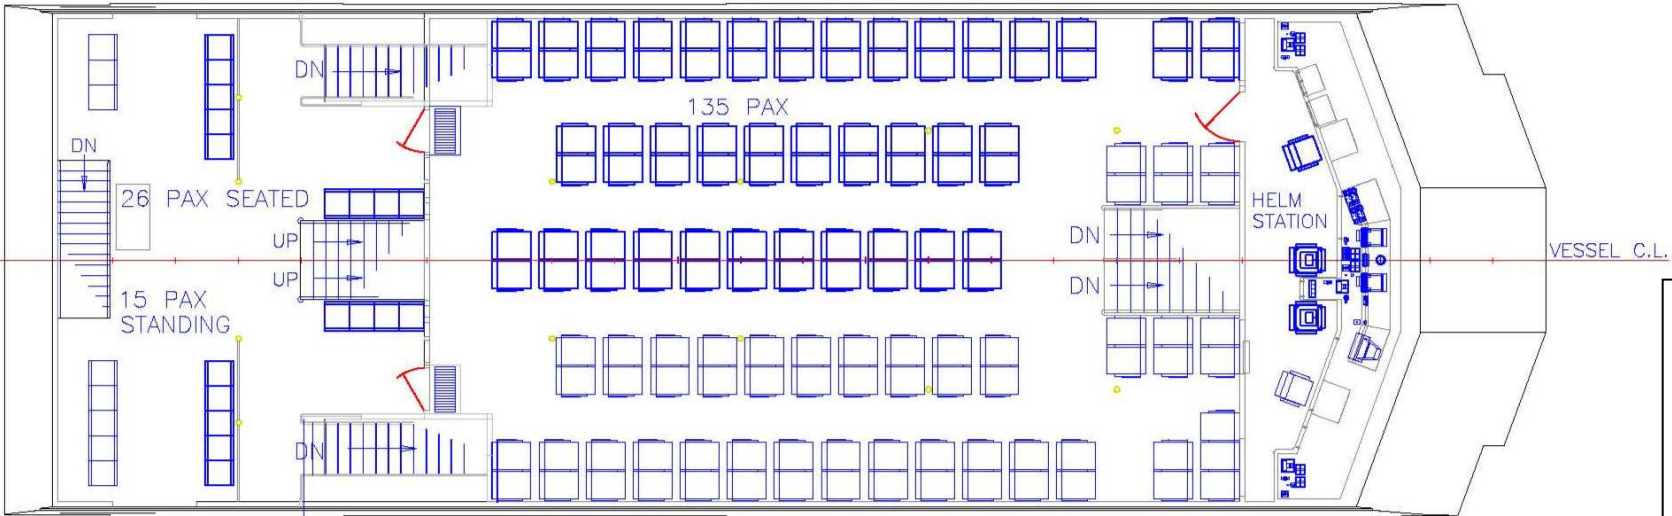 DN
135 PAX
DN
26 PAX SEATED
HELM
STATION
UP
DN
VESSEL C.L.
UP
DN
15 PAX
STANDING
DN